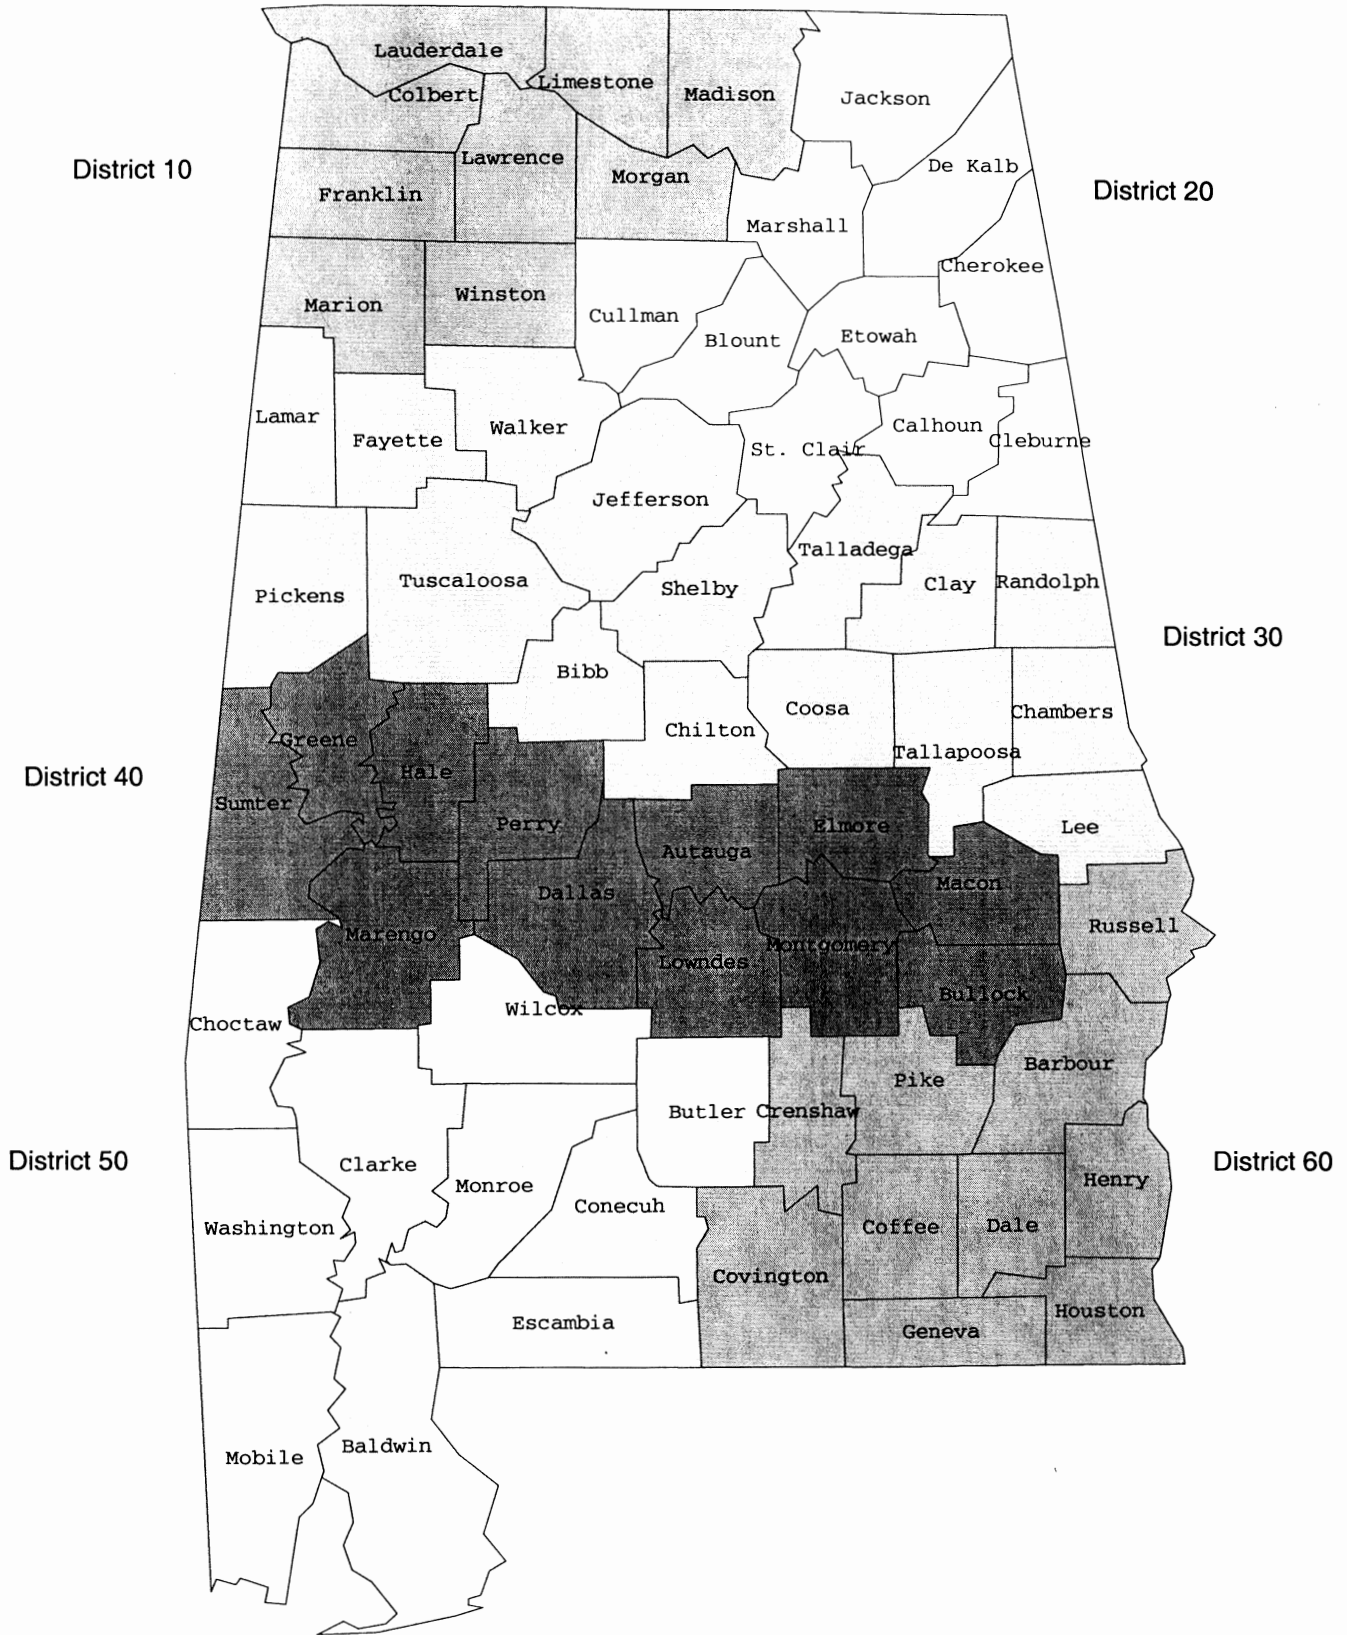 Lauderdale
Limestone
Madison
Colbert
Jackson
Lawrence
De Kalb
District 10
Morgan
Franklin
District 20
Marshall
Cherokee
Winston
Marion
Cullman
Blount
Etowah
Lamar
Fayette
Walker
Calhoun
Cleburne
St. Clair
Jefferson
Talladega
Tuscaloosa
Clay
Randolph
Pickens
Shelby
District 30
Bibb
Coosa
Chambers
Chilton
Greene
Tallapoosa
Hale
District 40
Sumter
Perry
Elmore
Lee
Autauga
Macon
Dallas
Russell
Marengo
Montgomery
Lowndes
Bullock
Wilcox
Choctaw
Barbour
Pike
Butler
Crenshaw
District 50
Clarke
District 60
Henry
Monroe
Conecuh
Washington
Coffee
Dale
Covington
Houston
Escambia
Geneva
Baldwin
Mobile